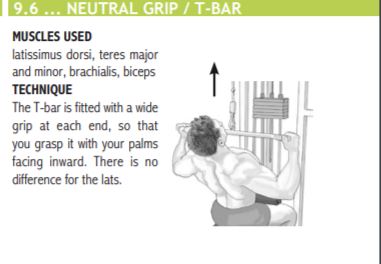 9.6 ... NEUTRAL GRIP / T-BAR
MUSCLES USED
latissimus dorsi, teres major
and minor, brachialis, biceps
TECHNIQUE
The T-bar is fitted with a wide
grip at each end, so that
you grasp it with your palms
facing inward. There is no
difference for the lats.